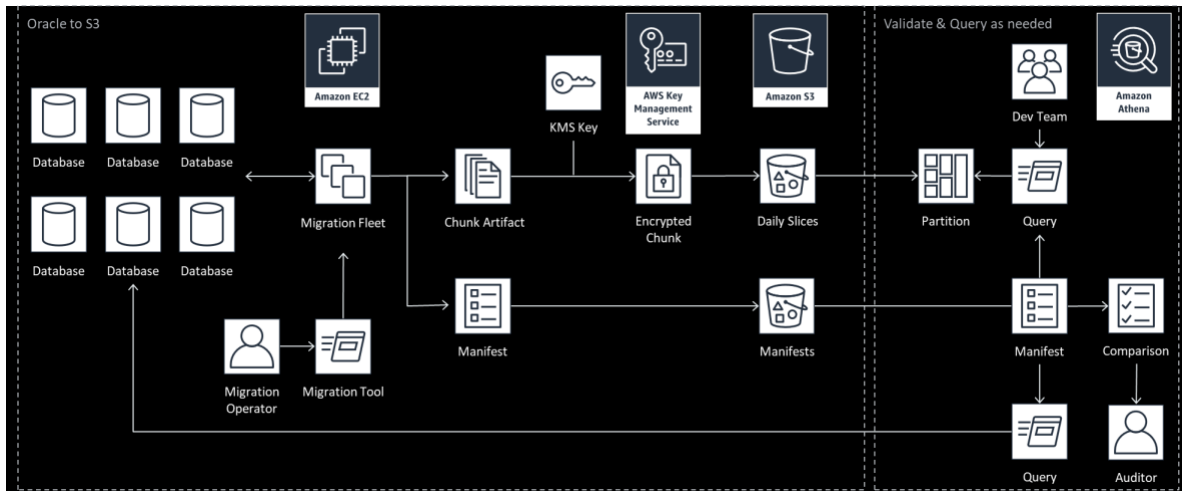 Oracle to S3
Validate & Query as needed
Amazon EC2
AWS Key
Management
Service
Amazon S3
Amazon
Athena
KMS Key
Dev Team
Database
Database
Database
Migration Fleet
Chunk Artifact
Encrypted
Chunk
Daily Slices
Partition
Query
Database
Database
Database
Manifest
Manifests
Manifest
Comparison
Migration
Operator
Migration Tool
Query
Auditor